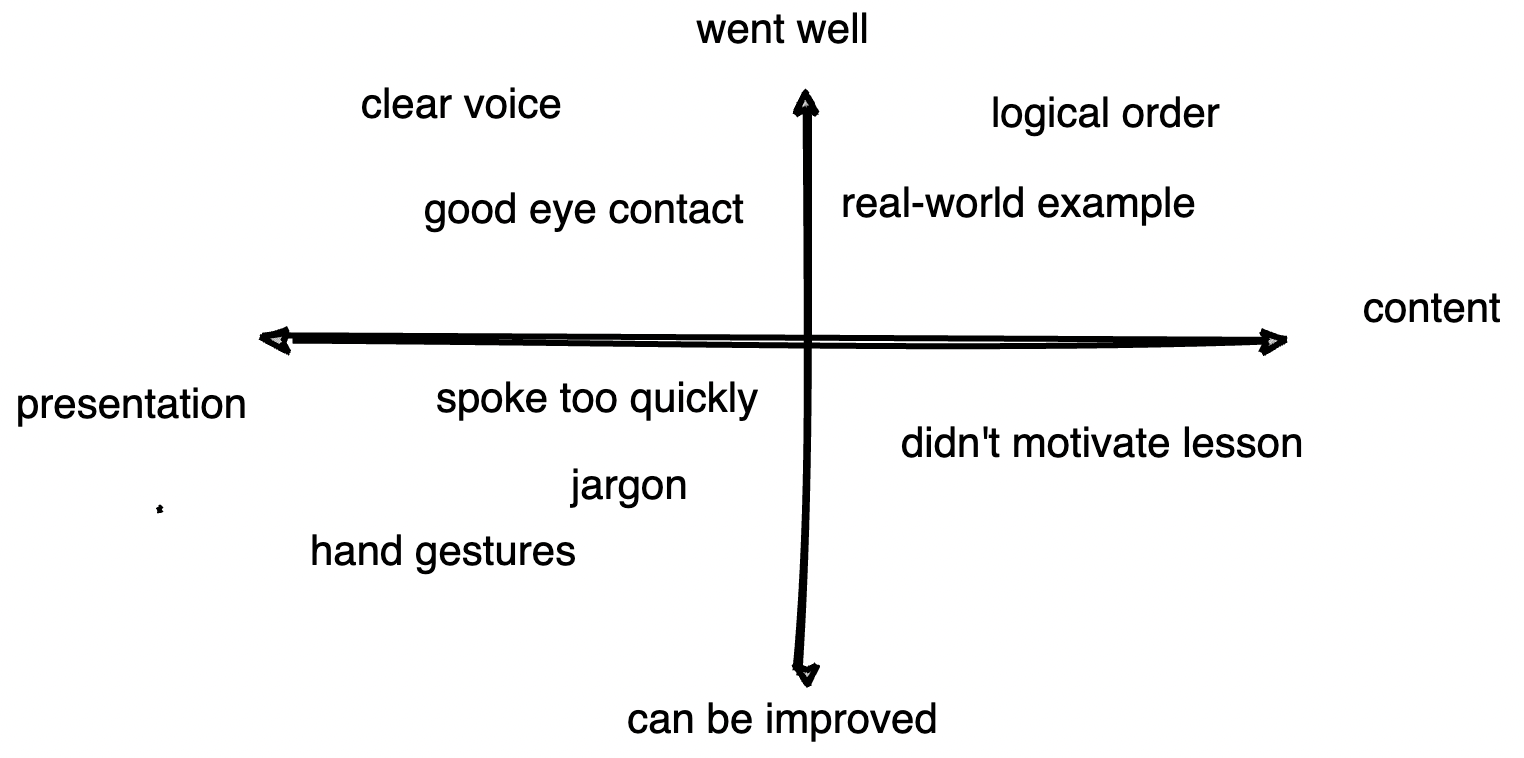 went well
clear voice
logical order
good eye contact
real-world example
content
presentation
spoke too quickly
didn't motivate lesson
jargon
hand gestures
can be improved